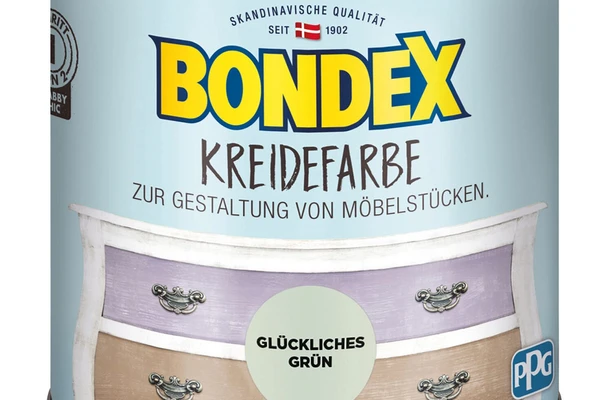 SKANDINAVISCHE QUALITÄT
SEIT 1902
BONDEX
KREIDEFARBE
ZUR GESTALTUNG VON MÖBELSTÜCKEN.
GLÜCKLICHES
GRÜN
PPG